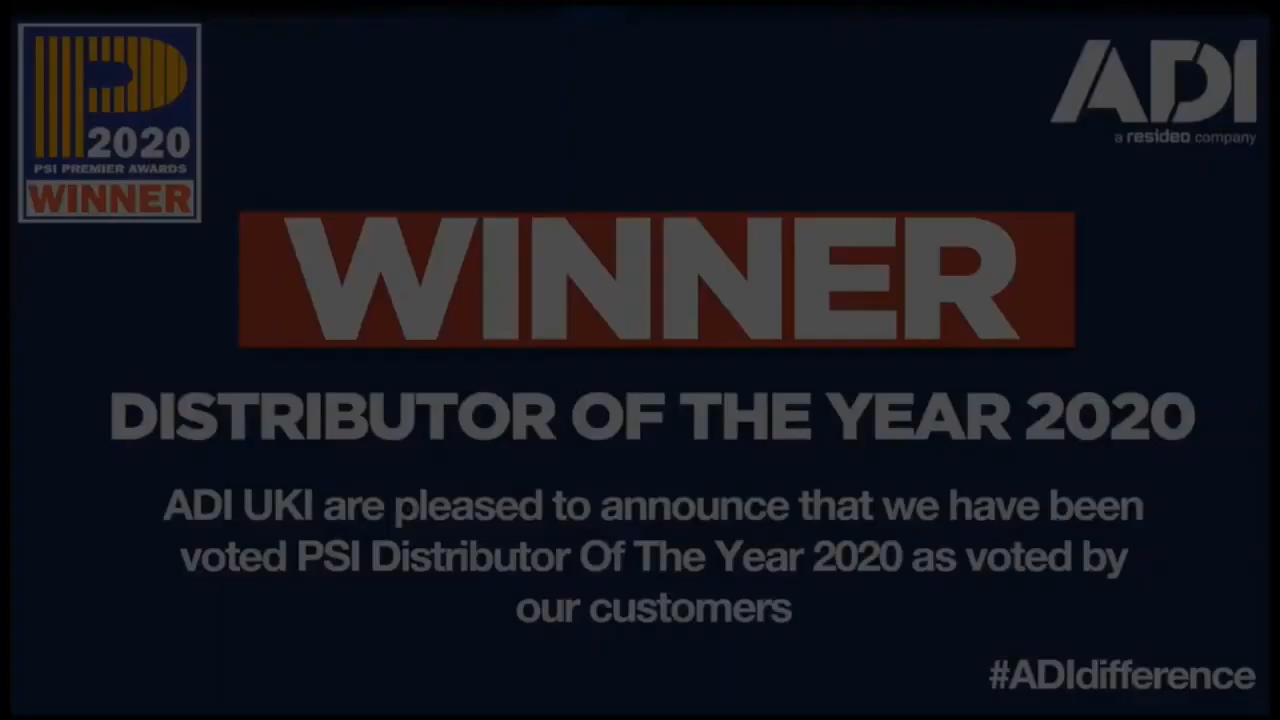 2020
PSI PREMIER AWARDS
WINNER
ADI
a resideo company
WINNER
DISTRIBUTOR OF THE YEAR 2020
ADI UKI are pleased to announce that we have been
voted PSI Distributor Of The Year 2020 as voted by
our customers
#ADIdifference